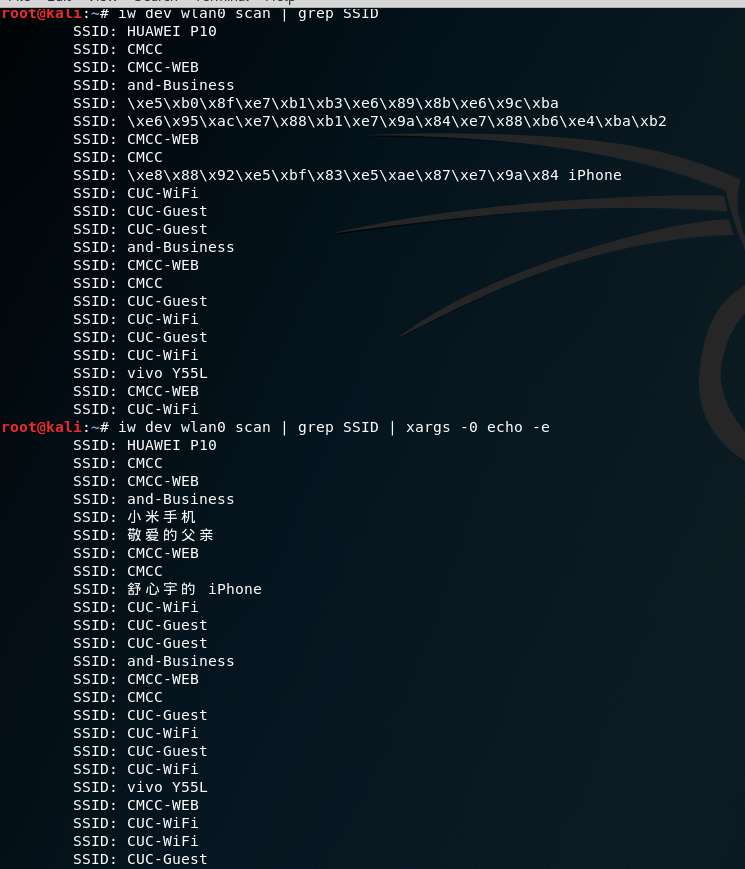 root@kali:~# iw dev wlan0 scan | grep SSID
SSID: HUAWEI P10
SSID: CMCC
SSID: CMCC-WEB
SSID: and-Business
SSID: \xe5\xb0\x8f\xe7\xb1\xb3\xe6\x89\x8b\xe6\x9c\xba
SSID: \xe6\x95\xac\xe7\x88\xb1\xe7\x9a\x84\xe7\x88\xb6\xe4\xba\xb2
SSID: CMCC-WEB
SSID: CMCC
SSID: \xe8\x88\x92\xe5\xbf\x83\xe5\xae\x87\xe7\x9a\x84 iPhone
SSID: CUC-WiFi
SSID: CUC-Guest
SSID: CUC-Guest
SSID: and-Business
SSID: CMCC-WEB
SSID: CMCC
SSID: CUC-Guest
SSID: CUC-WiFi
SSID: CUC-Guest
SSID: CUC-WiFi
SSID: vivo Y55L
SSID: CMCC-WEB
SSID: CUC-WiFi
root@kali:~# iw dev wlan0 scan | grep SSID | xargs -0 echo -e
SSID: HUAWEI P10
SSID: CMCC
SSID: CMCC-WEB
SSID: and-Business
SSID: 小米手机
SSID: 敬爱的父亲
SSID: CMCC-WEB
SSID: CMCC
SSID: 舒心宇的 iPhone
SSID: CUC-WiFi
SSID: CUC-Guest
SSID: CUC-Guest
SSID: and-Business
SSID: CMCC-WEB
SSID: CMCC
SSID: CUC-Guest
SSID: CUC-WiFi
SSID: CUC-Guest
SSID: CUC-WiFi
SSID: vivo Y55L
SSID: CMCC-WEB
SSID: CUC-WiFi
SSID: CUC-WiFi
SSID: CUC-Guest